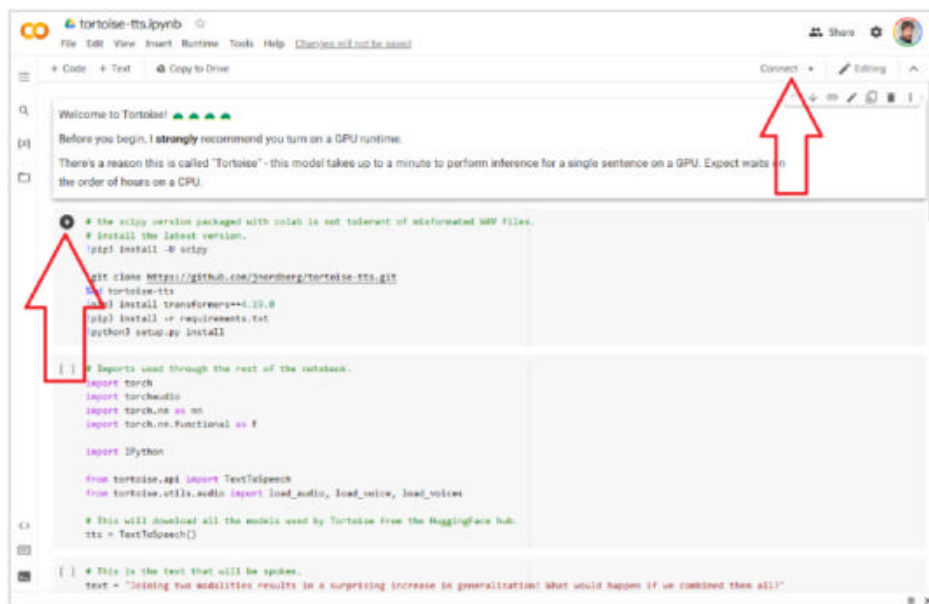 tortoise-tts.ipynb
File Edit View Insert Runtime Tools Help Changes will not be saved
Share
+ Code + Text Copy to Drive
Connect
Editing
Welcome to Tortoise!
Before you begin, I strongly recommend you turn on a GPU runtime.
There's a reason this is called "Tortoise" - this model takes up to a minute to perform inference for a single sentence on a GPU. Expect waits on
the order of hours on a CPU.
# the scipy version packaged with colab is not tolerant of misformated WAV files.
# install the latest version.
!pip3 install -U scipy
git clone https://github.com/jnordberg/tortoise-tts.git
tortoise-tts
install transformers==4.19.0
!pip3 install -r requirements.txt
!python3 setup.py install
[ ] # Imports used through the rest of the notebook.
import torch
import torchaudio
import torch.nn as nn
import torch.nn.functional as F
import IPython
from tortoise.api import TextToSpeech
from tortoise.utils.audio import load_audio, load_voice, load_voices
# This will download all the models used by Tortoise from the HuggingFace hub.
tts = TextToSpeech()
[ ] # This is the text that will be spoken.
text = "Joining two modalities results in a surprising increase in generalization! What would happen if we combined them all?"